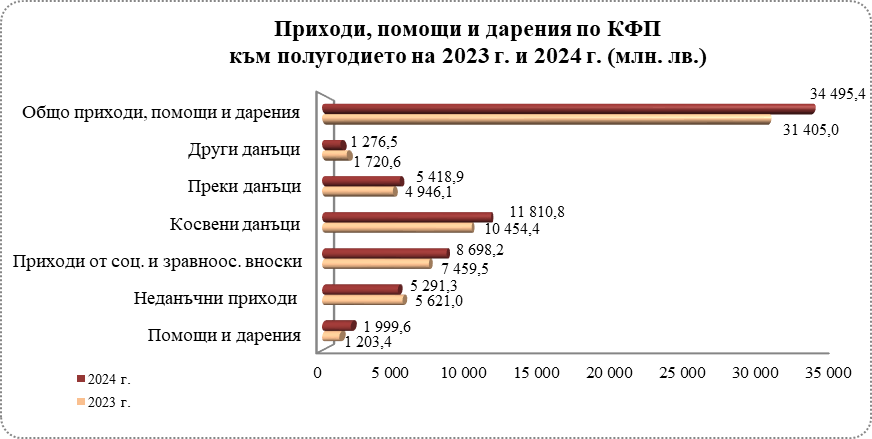 Приходи, помощи и дарения по КФП
към полугодието на 2023 г. и 2024 г. (млн. лв.)
Общо приходи, помощи и дарения
34 495,4
31 405,0
Други данъци
1 276,5
1 720,6
Преки данъци
5 418,9
4 946,1
Косвени данъци
11 810,8
10 454,4
Приходи от соц. и зравноос. вноски
8 698,2
7 459,5
Неданъчни приходи
5 291,3
5 621,0
Помощи и дарения
1 999,6
1 203,4
0 5 000 10 000 15 000 20 000 25 000 30 000 35 000
2024 г.
2023 г.